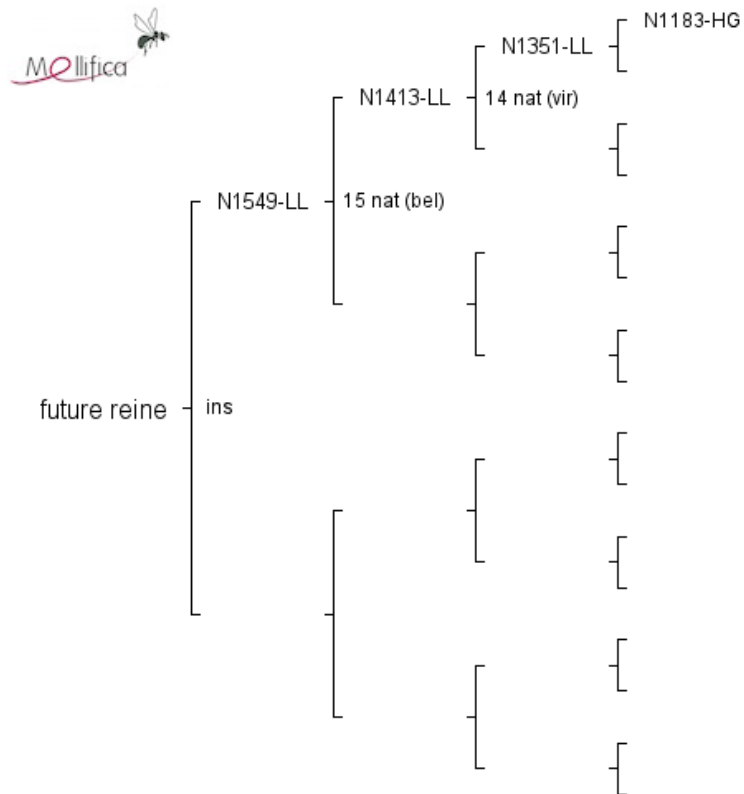 Mellifica
N1183-HG
N1351-LL
N1413-LL
14 nat (vir)
N1549-LL
15 nat (bel)
future reine
ins